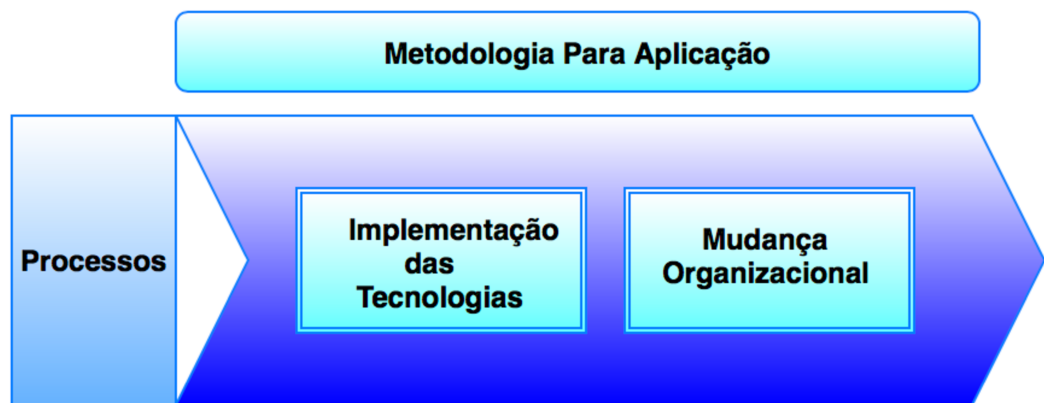 Metodologia Para Aplicação
Processos
Implementação
das
Tecnologias
Mudança
Organizacional